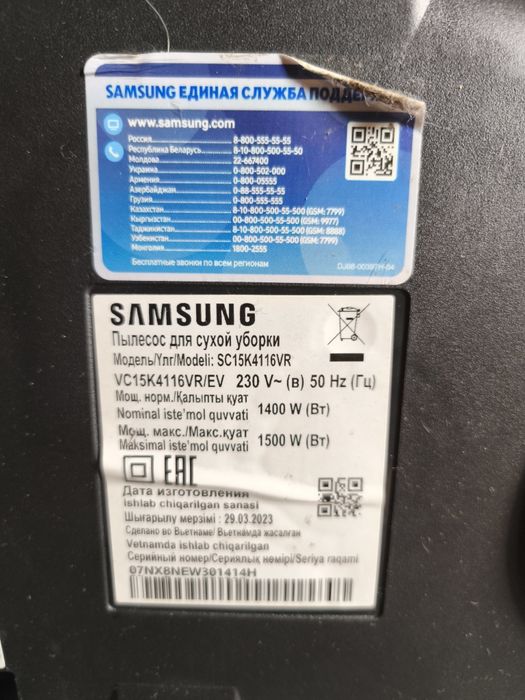 SAMSUNG ЕДИНАЯ СЛУЖБА
www.samsung.com
Россия 8-800-555-55-55
Республика Беларусь 8-10-800-500-55-500
Молдова 22-667400
Украина 0-800-502-000
Армения 0-800-05555
Азербайджан 0-88-555-55-55
Грузия 0-800-555-555
Казахстан 8-10-800-500-55-500 (GSM: 7799)
Кыргызстан 00-800-500-55-500 (GSM: 9977)
Таджикистан 8-10-800-500-55-500 (GSM: 8888)
Узбекистан 00-800-500-55-500 (GSM: 7799)
Монголия 1800-2555
Бесплатные звонки по всем регионам
SAMSUNG
Пылесос для сухой уборки
Модель/Үлг/Modeli: SC15K4116VR
VC15K4116VR/EV 230 V~ (в) 50 Hz (Гц)
Мощ. норм./Қалыпты қуат
Nominal iste'mol quvvati 1400 W (Вт)
Мощ. макс./Макс.қуат
Maksimal iste'mol quvvati 1500 W (Вт)
EAC
Дата изготовления
ishlab chiqarilgan sanasi
Шығарылу мерзімі : 29.03.2023
Сделано во Вьетнаме/ Вьетнамда жасалған
Vetnamda ishlab chiqarilgan
Серийный номер/Сериялық нөмірі/Seriya raqami
07NX8NEW301414H